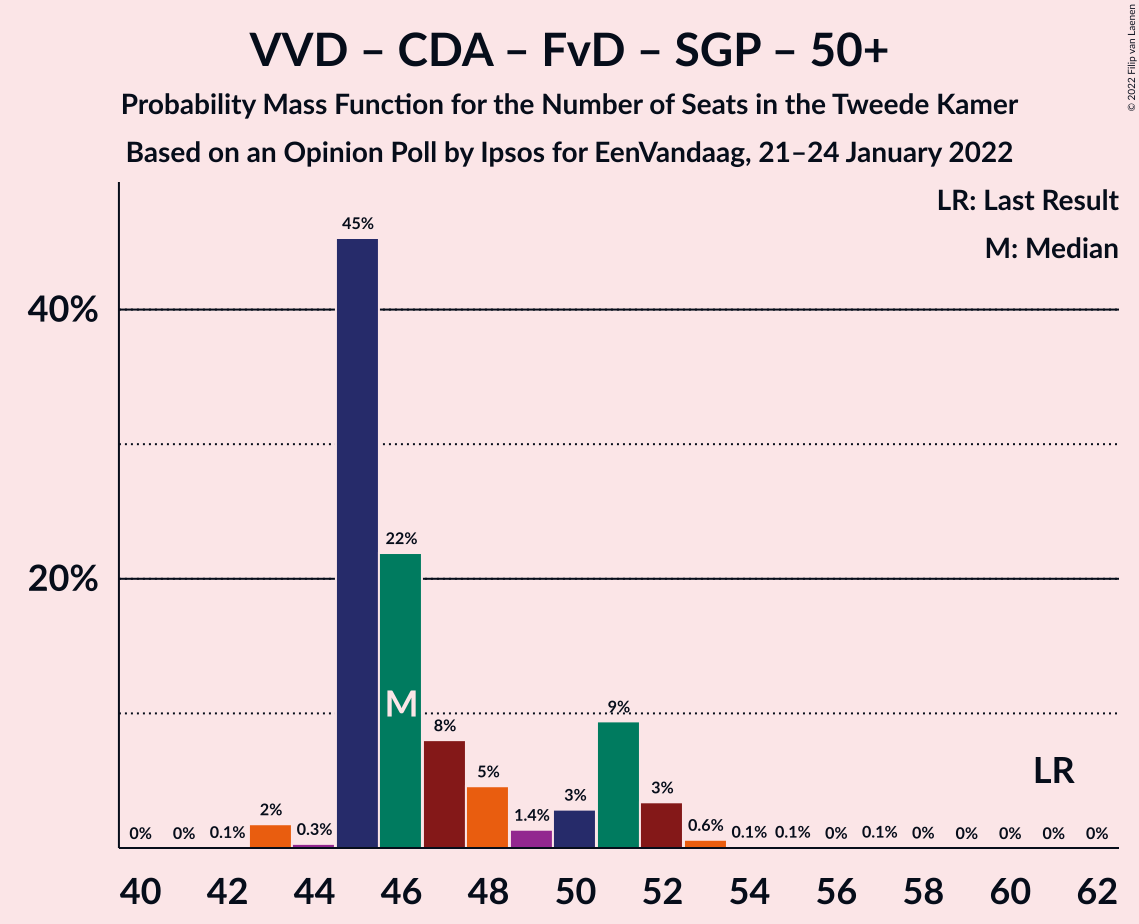 VVD – CDA – FvD – SGP – 50+
Probability Mass Function for the Number of Seats in the Tweede Kamer
Based on an Opinion Poll by Ipsos for EenVandaag, 21–24 January 2022
© 2022 Filip van Laenen
LR: Last Result
M: Median
45%
40%
22%
20%
M
9%
8%
LR
5%
3%
3%
2%
1.4%
0.6%
0% 0% 0.1% 0.3% 0.1% 0.1% 0% 0.1% 0% 0% 0% 0% 0%
40 42 44 46 48 50 52 54 56 58 60 62